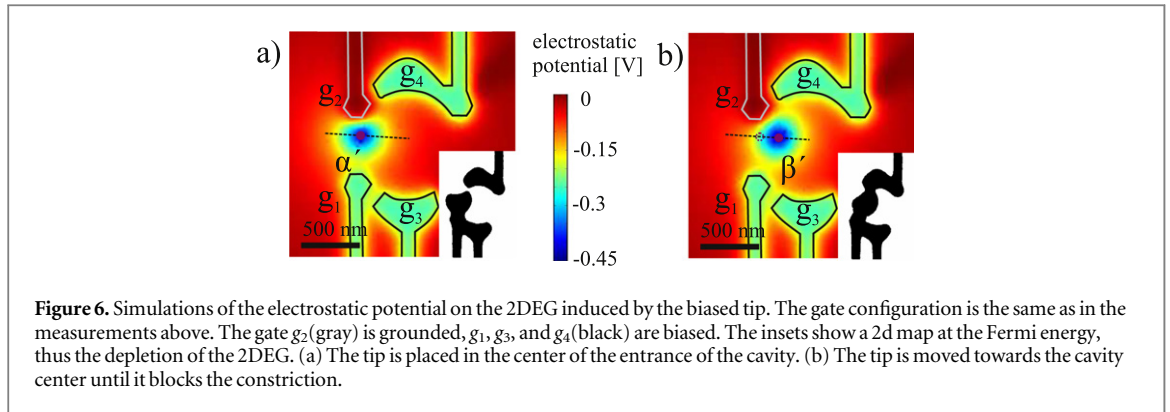 a)
electrostatic
potential [V]
b)
g₄
g₂
α´
g₁
g₃
500 nm
0
-0.15
-0.3
-0.45
g₄
g₂
β´
g₁
g₃
500 nm
Figure 6. Simulations of the electrostatic potential on the 2DEG induced by the biased tip. The gate configuration is the same as in the
measurements above. The gate g₂(gray) is grounded, g₁, g₃, and g₄(black) are biased. The insets show a 2d map at the Fermi energy,
thus the depletion of the 2DEG. (a) The tip is placed in the center of the entrance of the cavity. (b) The tip is moved towards the cavity
center until it blocks the constriction.